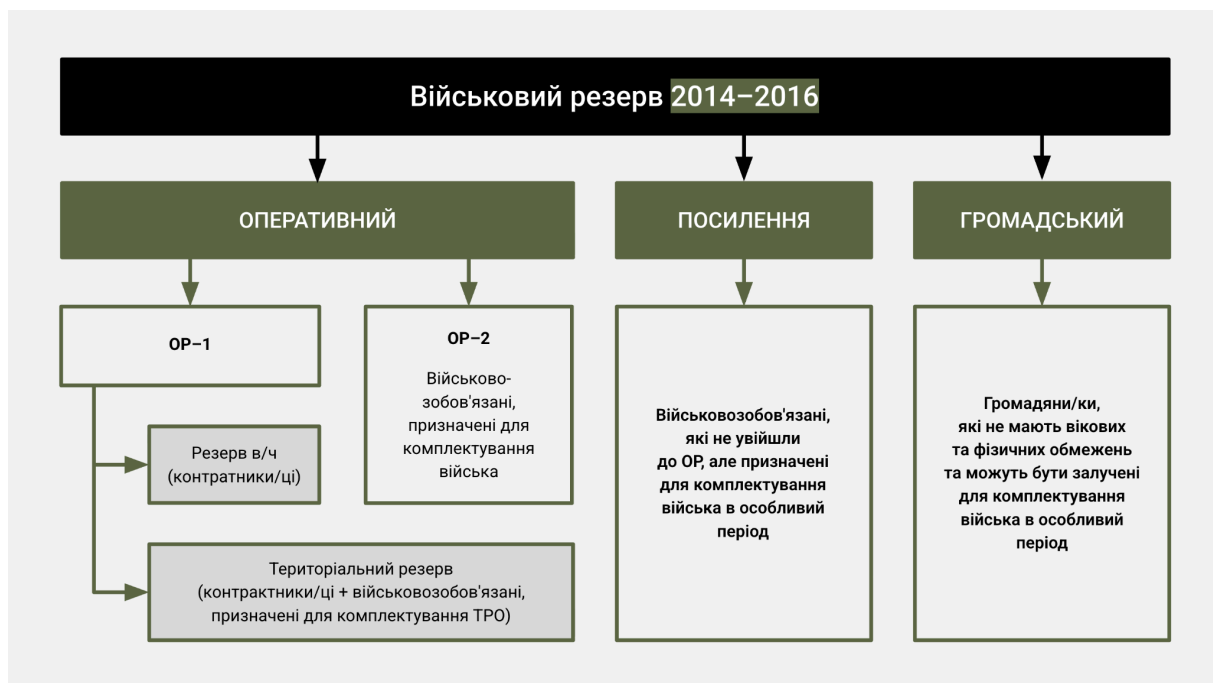 Військовий резерв 2014–2016
ОПЕРАТИВНИЙ
ПОСИЛЕННЯ
ГРОМАДСЬКИЙ
ОР–1
ОР–2
Військово-
зобов'язані,
призначені для
комплектування
війська
Резерв в/ч
(контратники/ці)
Територіальний резерв
(контрактники/ці + військовозобов'язані,
призначені для комплектування ТРО)
Військовозобов'язані,
які не увійшли
до ОР, але призначені
для комплектування
війська в особливий
період
Громадяни/ки,
які не мають вікових
та фізичних обмежень
та можуть бути залучені
для комплектування
війська в особливий
період